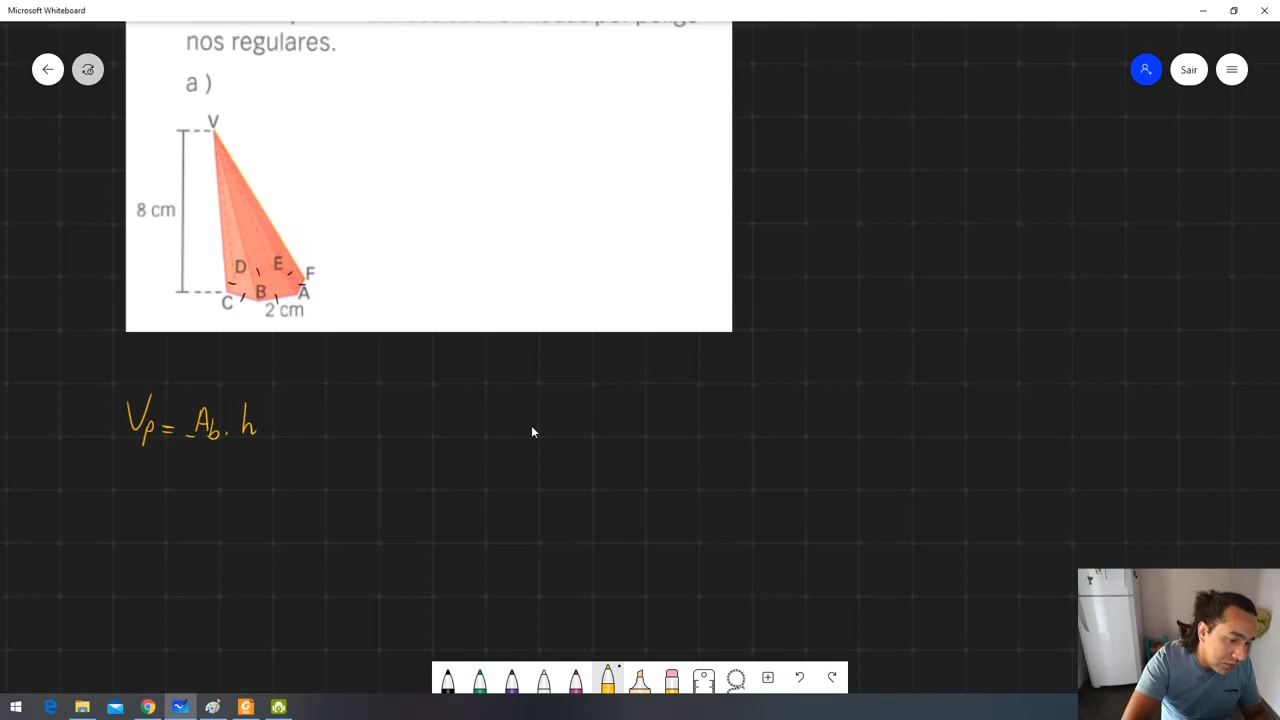 Microsoft Whiteboard
Sair
nos regulares.
a )
V
8 cm
D
E
F
C
B
A
2 cm
Vp = Ab. h